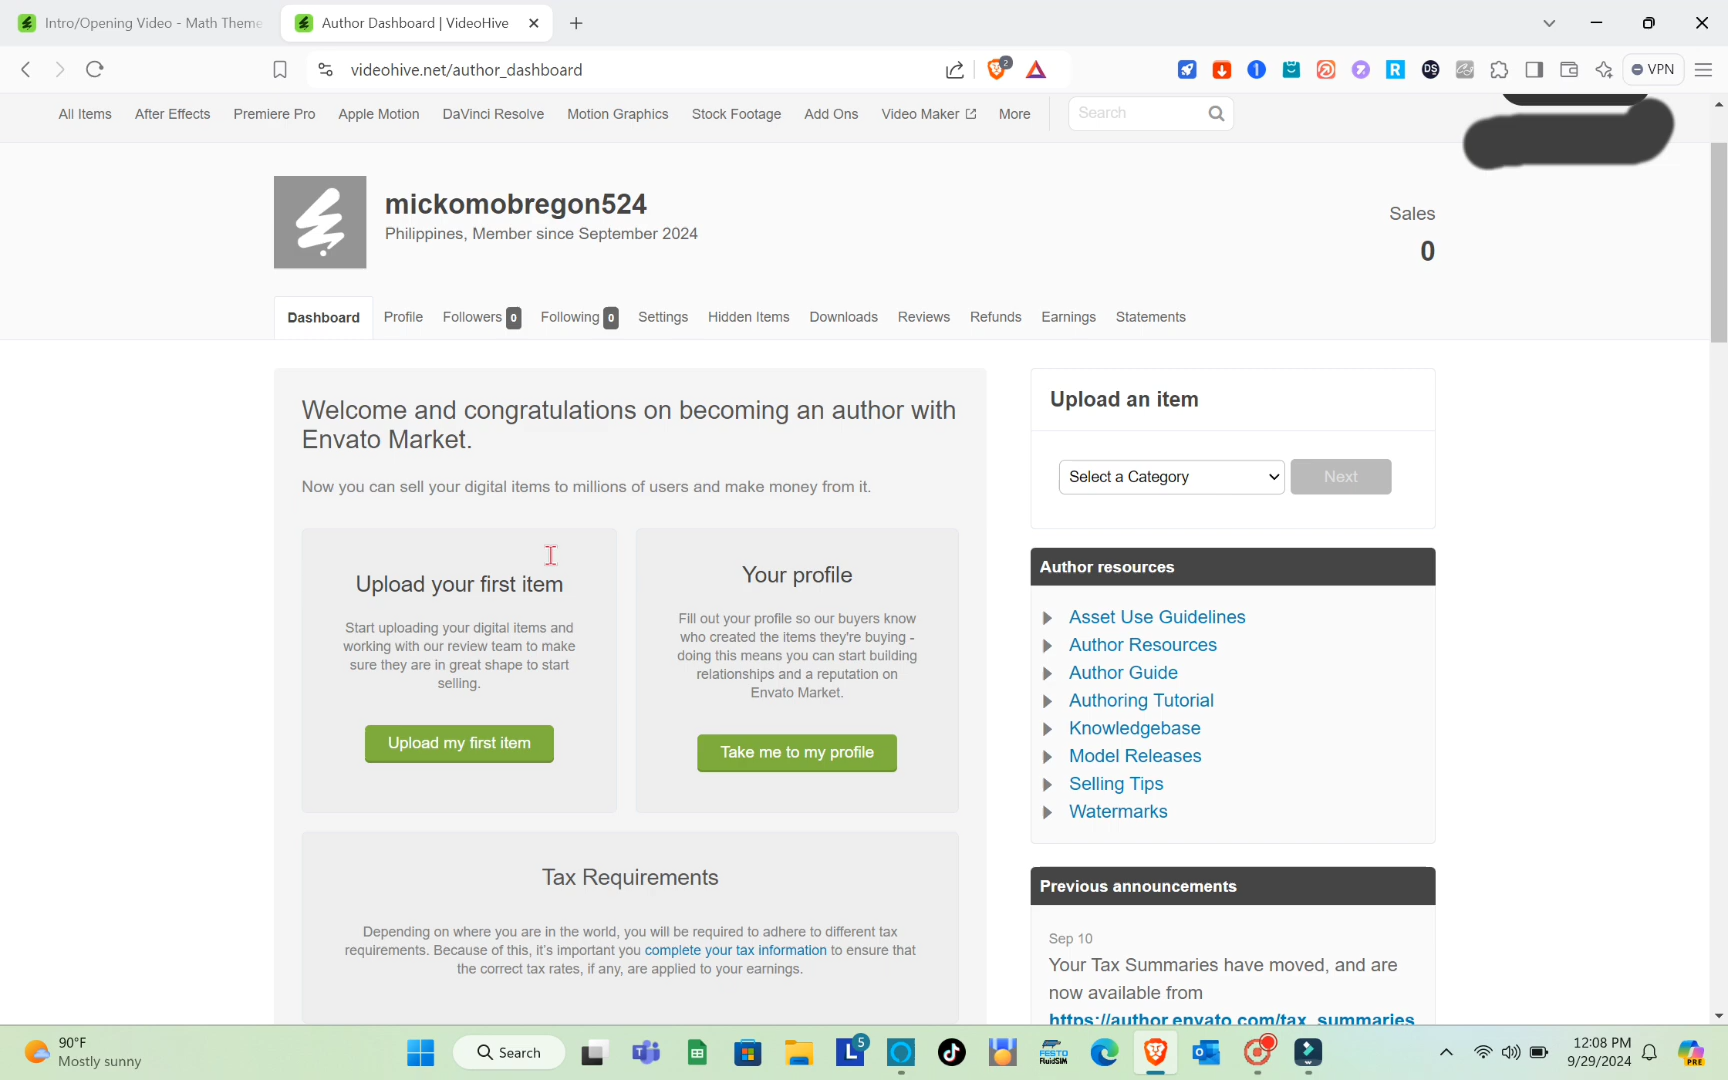 Intro/Opening Video - Math Theme
Author Dashboard | VideoHive
videohive.net/author_dashboard
2
VPN
All Items After Effects Premiere Pro Apple Motion DaVinci Resolve Motion Graphics Stock Footage Add Ons Video Maker More Search
mickomobregon524
Philippines, Member since September 2024
Sales
0
Dashboard Profile Followers 0 Following 0 Settings Hidden Items Downloads Reviews Refunds Earnings Statements
Welcome and congratulations on becoming an author with
Envato Market.
Now you can sell your digital items to millions of users and make money from it.
Upload your first item
Start uploading your digital items and
working with our review team to make
sure they are in great shape to start
selling.
Upload my first item
Your profile
Fill out your profile so our buyers know
who created the items they're buying -
doing this means you can start building
relationships and a reputation on
Envato Market.
Take me to my profile
Tax Requirements
Depending on where you are in the world, you will be required to adhere to different tax
requirements. Because of this, it's important you complete your tax information to ensure that
the correct tax rates, if any, are applied to your earnings.
Upload an item
Select a Category Next
Author resources
Asset Use Guidelines
Author Resources
Author Guide
Authoring Tutorial
Knowledgebase
Model Releases
Selling Tips
Watermarks
Previous announcements
Sep 10
Your Tax Summaries have moved, and are
now available from
https://author.envato.com/tax_summaries
90°F
Mostly sunny
Search
5
FESTO
FluidSIM
12:08 PM
9/29/2024
PRE